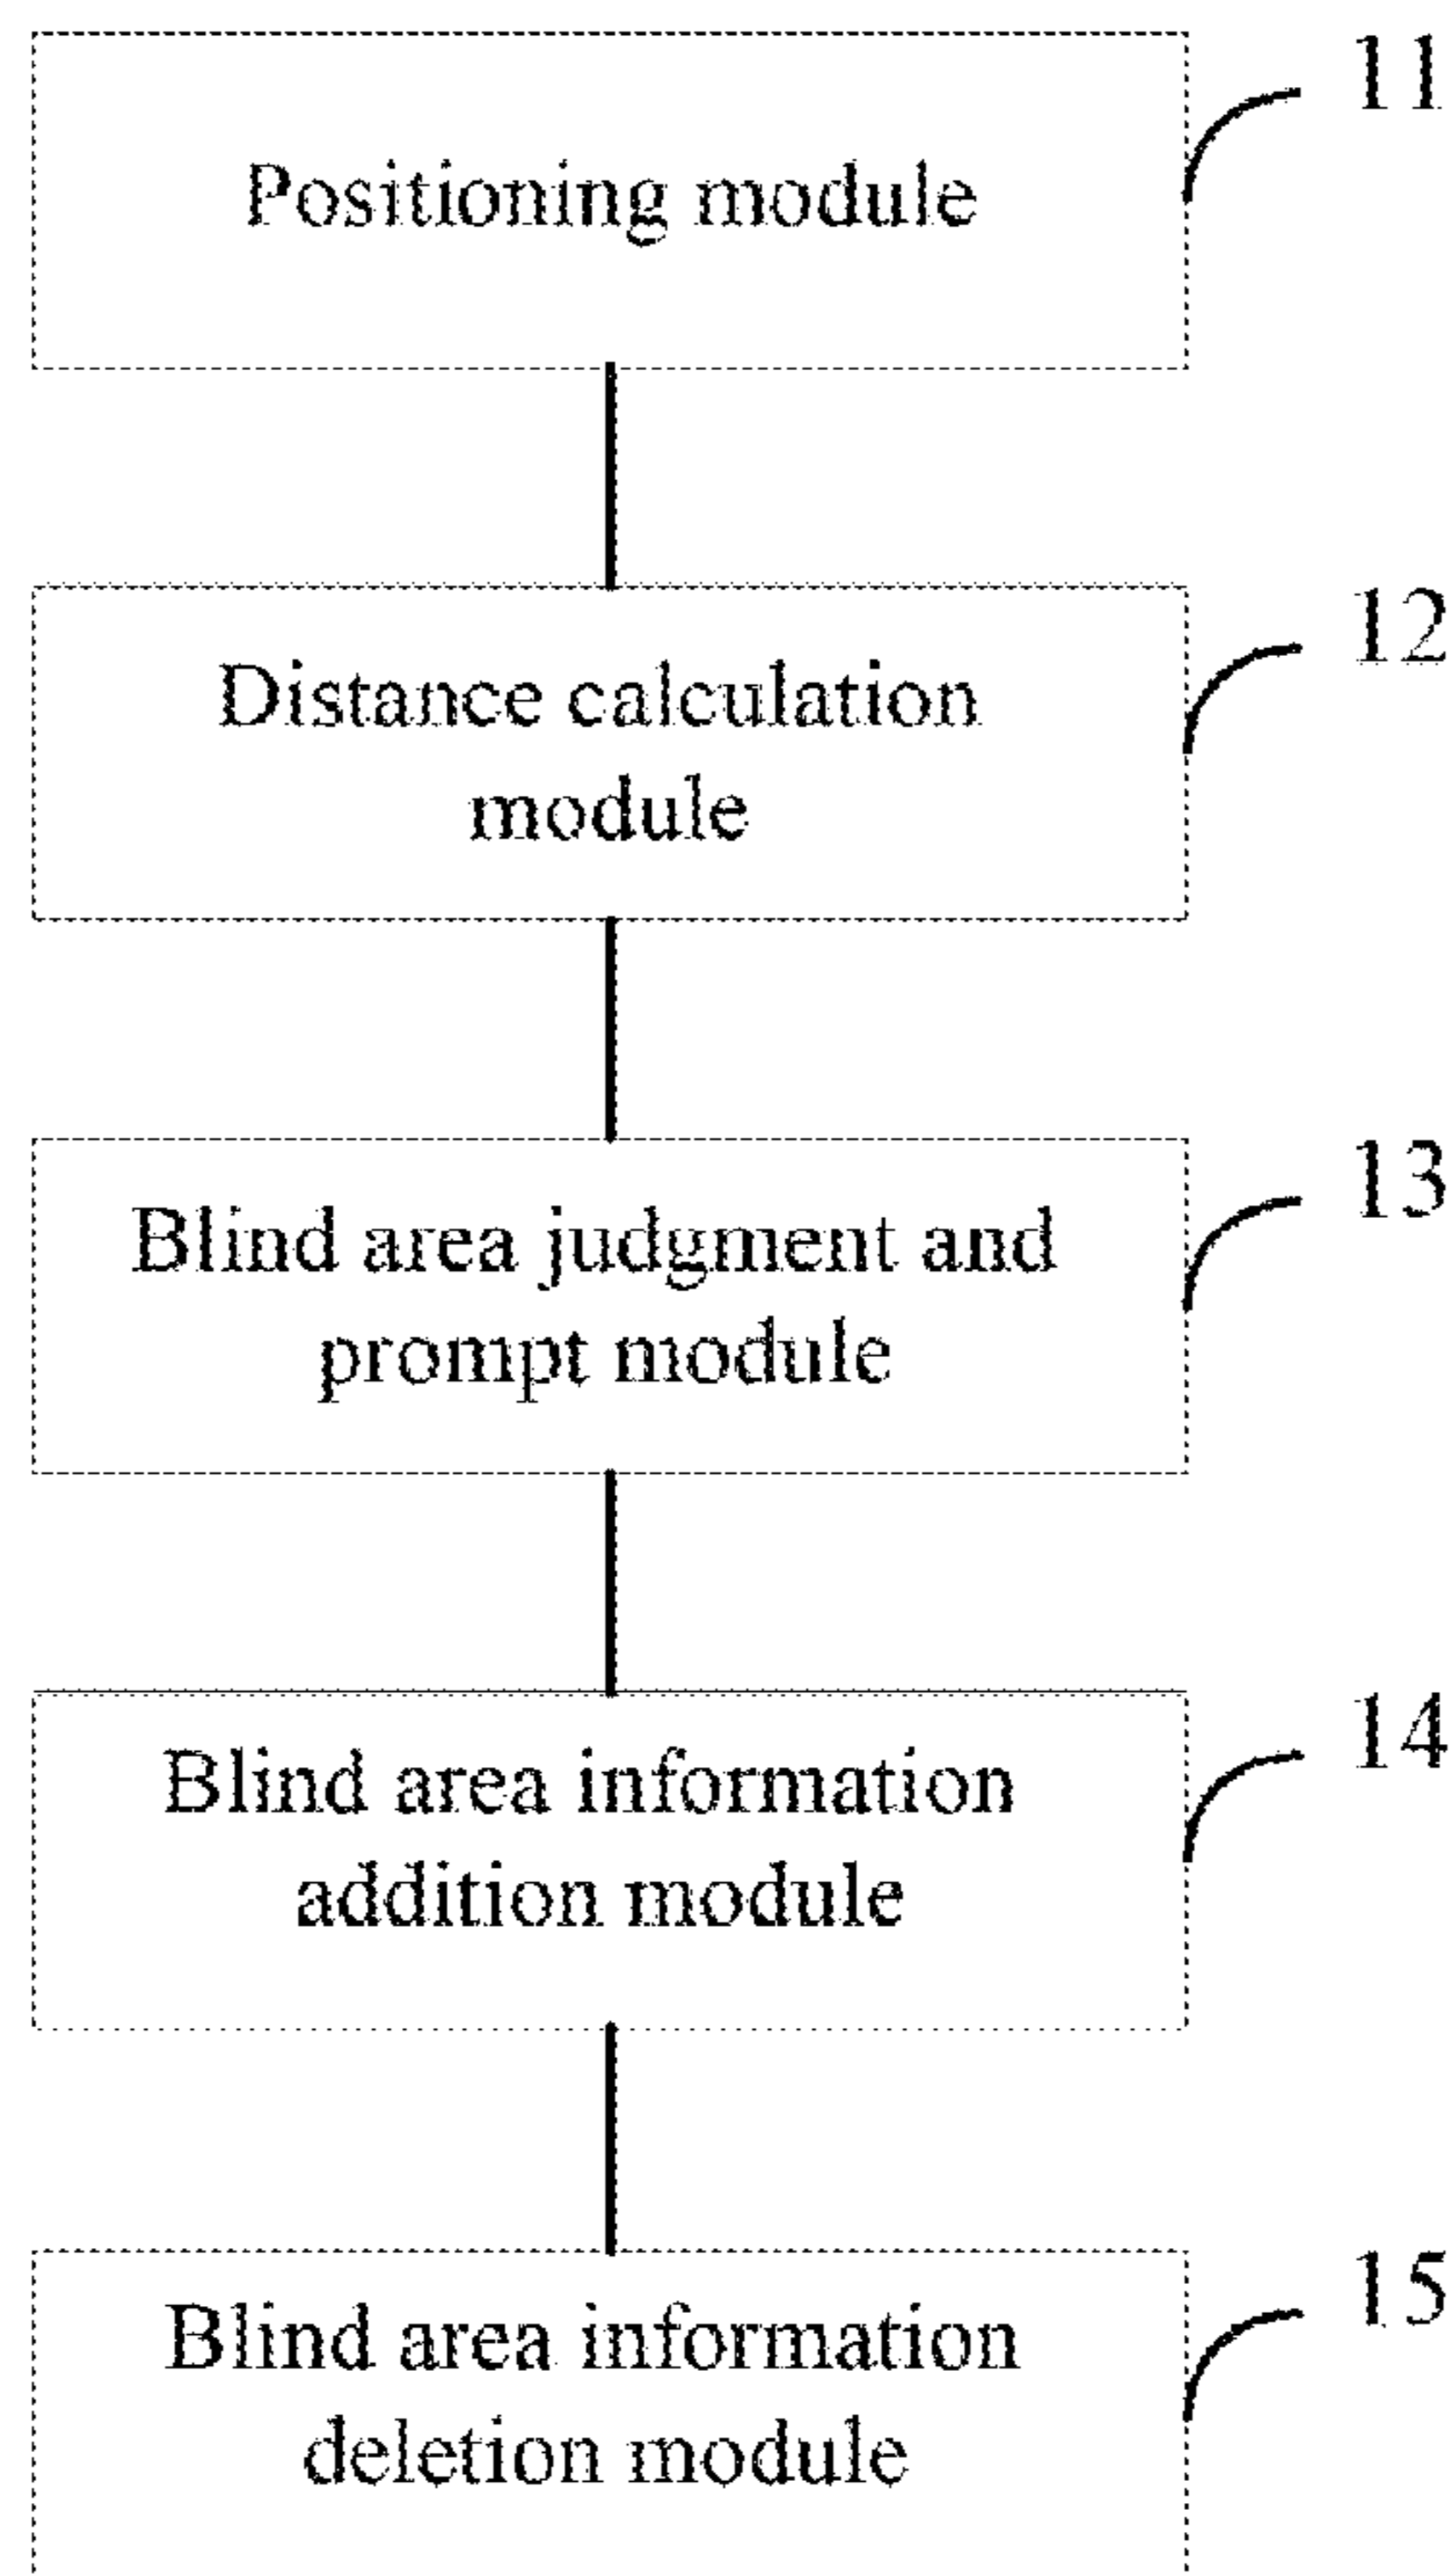 11
Positioning module
12
Distance calculation
module
13
Blind area judgment and
prompt module
14
Blind area information
addition module
15
Blind area information
deletion module